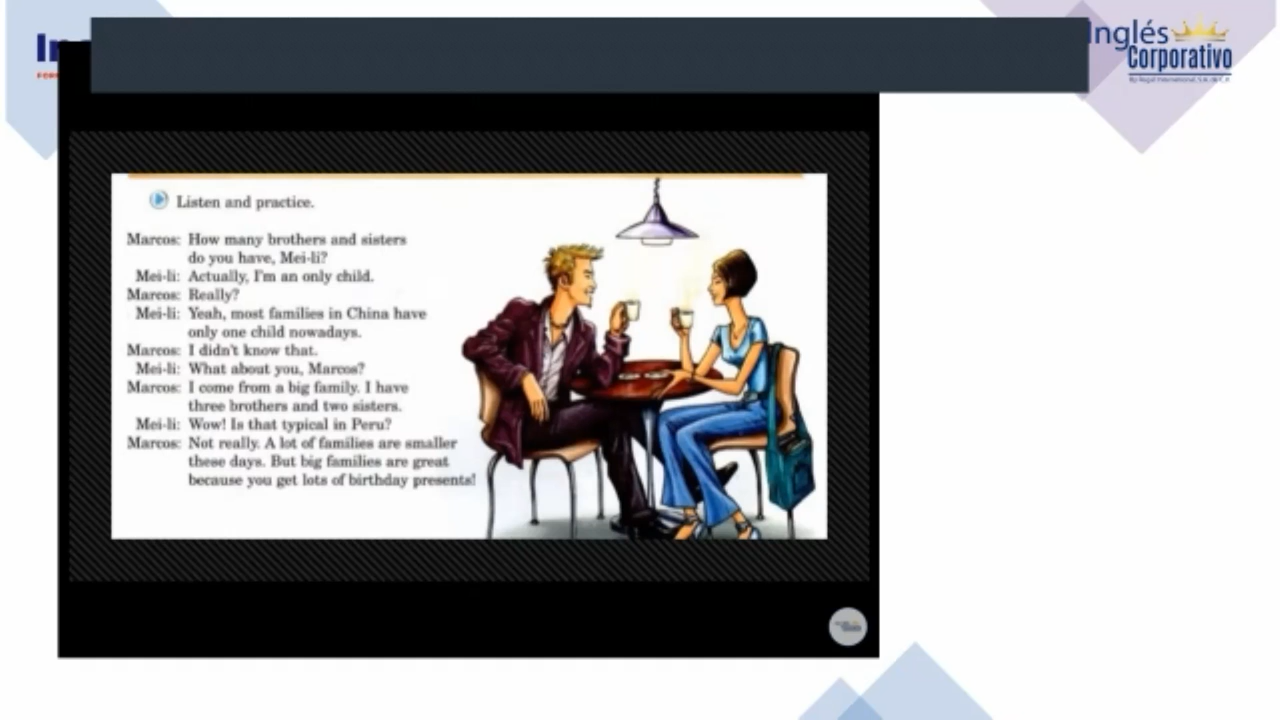 Inglés
Corporativo
Listen and practice.
Marcos: How many brothers and sisters
do you have, Mei-li?
Mei-li: Actually, I'm an only child.
Marcos: Really?
Mei-li: Yeah, most families in China have
only one child nowadays.
Marcos: I didn't know that.
Mei-li: What about you, Marcos?
Marcos: I come from a big family. I have
three brothers and two sisters.
Mei-li: Wow! Is that typical in Peru?
Marcos: Not really. A lot of families are smaller
these days. But big families are great
because you get lots of birthday presents!